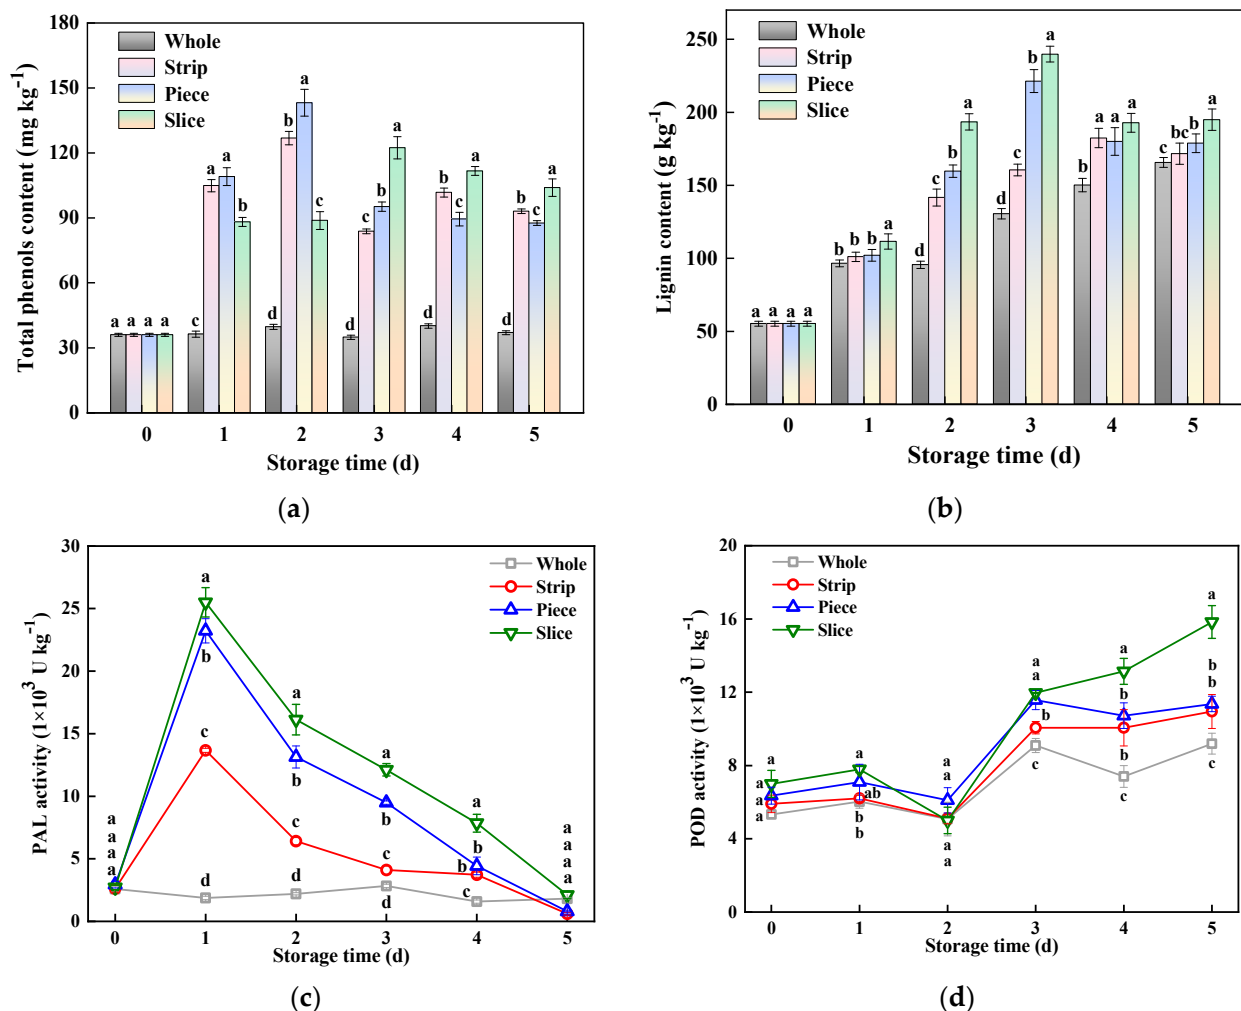 Total phenols content (mg kg⁻¹)
180
150
120
90
60
30
0
Whole
Strip
Piece
Slice
a a a a
c a a b
d b a c
d c b a
d b c a
d b c a
0 1 2 3 4 5
Storage time (d)
(a)
Lignin content (g kg⁻¹)
250
200
150
100
50
0
Whole
Strip
Piece
Slice
a a a a
b b b a
d c b a
d c b a
b a a a
c bc b a
0 1 2 3 4 5
Storage time (d)
(b)
PAL activity (1×10³ U kg⁻¹)
30
25
20
15
10
5
0
Whole
Strip
Piece
Slice
a a a a
a b c d
a b c d
a b c d
a b b c
a a a a
0 1 2 3 4 5
Storage time (d)
(c)
POD activity (1×10³ U kg⁻¹)
20
16
12
8
4
0
Whole
Strip
Piece
Slice
a a a a
a ab b b
a a a a
a a b c
a b b c
a b b c
0 1 2 3 4 5
Storage time (d)
(d)